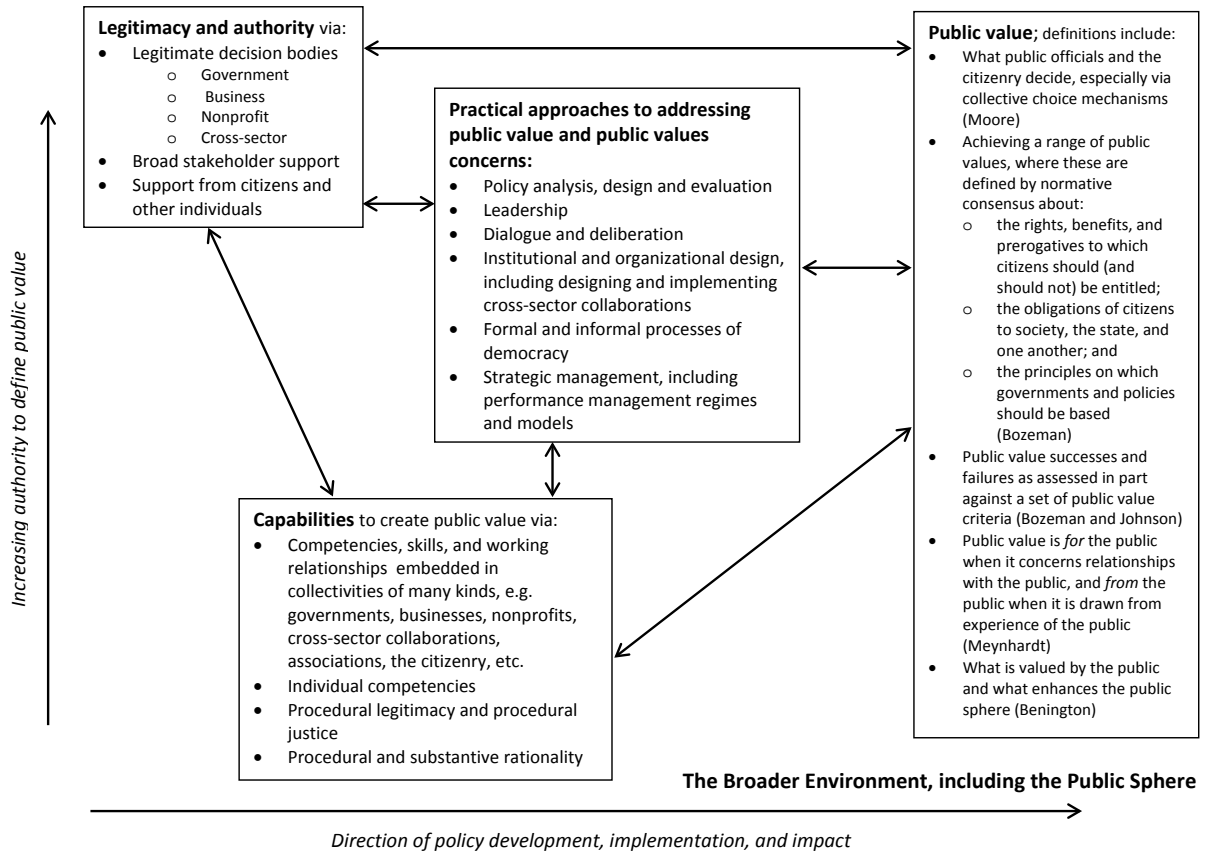 Legitimacy and authority via:
• Legitimate decision bodies
o Government
o Business
o Nonprofit
o Cross-sector
• Broad stakeholder support
• Support from citizens and
other individuals
Practical approaches to addressing
public value and public values
concerns:
• Policy analysis, design and evaluation
• Leadership
• Dialogue and deliberation
• Institutional and organizational design,
including designing and implementing
cross-sector collaborations
• Formal and informal processes of
democracy
• Strategic management, including
performance management regimes
and models
Public value; definitions include:
• What public officials and the
citizenry decide, especially via
collective choice mechanisms
(Moore)
• Achieving a range of public
values, where these are
defined by normative
consensus about:
o the rights, benefits, and
prerogatives to which
citizens should (and
should not) be entitled;
o the obligations of citizens
to society, the state, and
one another; and
o the principles on which
governments and policies
should be based
(Bozeman)
• Public value successes and
failures as assessed in part
against a set of public value
criteria (Bozeman and Johnson)
• Public value is for the public
when it concerns relationships
with the public, and from the
public when it is drawn from
experience of the public
(Meynhardt)
• What is valued by the public
and what enhances the public
sphere (Benington)
Capabilities to create public value via:
• Competencies, skills, and working
relationships embedded in
collectivities of many kinds, e.g.
governments, businesses, nonprofits,
cross-sector collaborations,
associations, the citizenry, etc.
• Individual competencies
• Procedural legitimacy and procedural
justice
• Procedural and substantive rationality
Increasing authority to define public value
The Broader Environment, including the Public Sphere
Direction of policy development, implementation, and impact